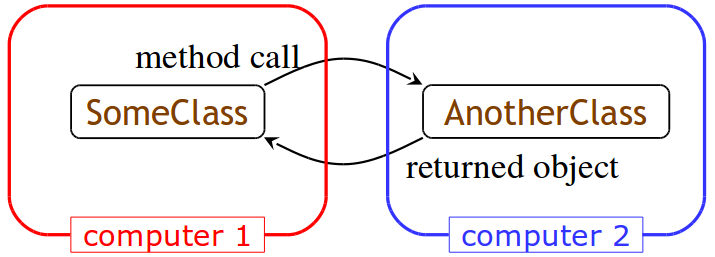 method call
SomeClass
AnotherClass
returned object
computer 1
computer 2